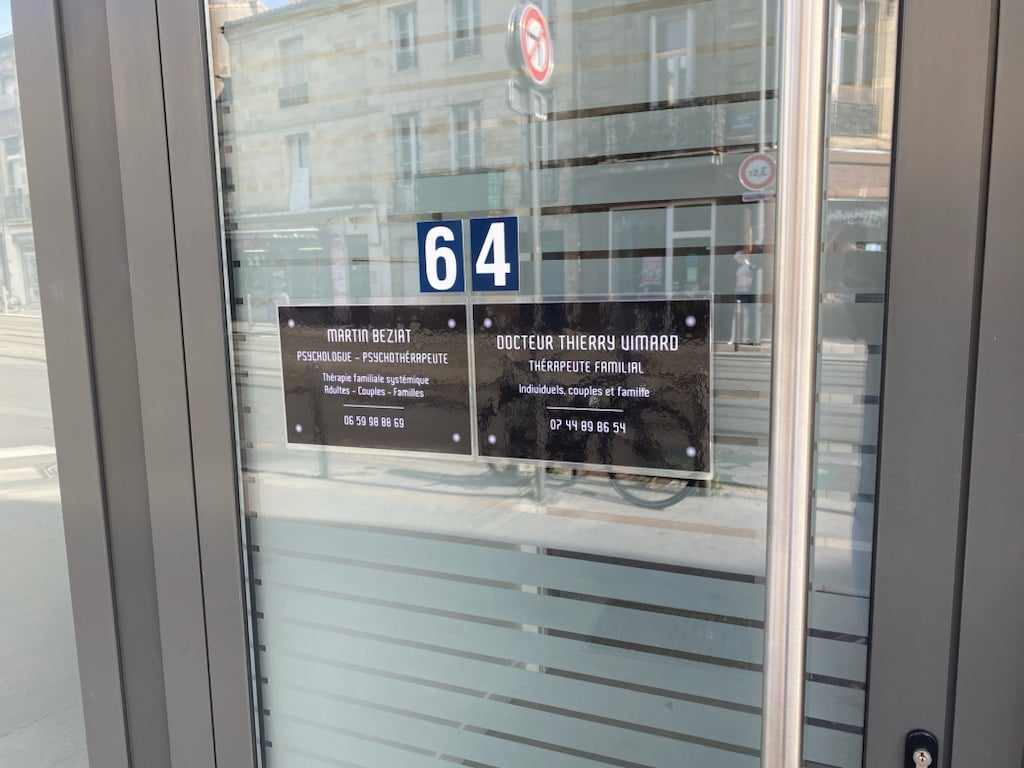 64
MARTIN BEZIAT
PSYCHOLOGUE - PSYCHOTHÉRAPEUTE
Thérapie familiale systémique
Adultes - Couples - Familles
06 59 98 88 69
DOCTEUR THIERRY VIMARD
THÉRAPEUTE FAMILIAL
Individuels, couples et famille
07 44 89 86 54